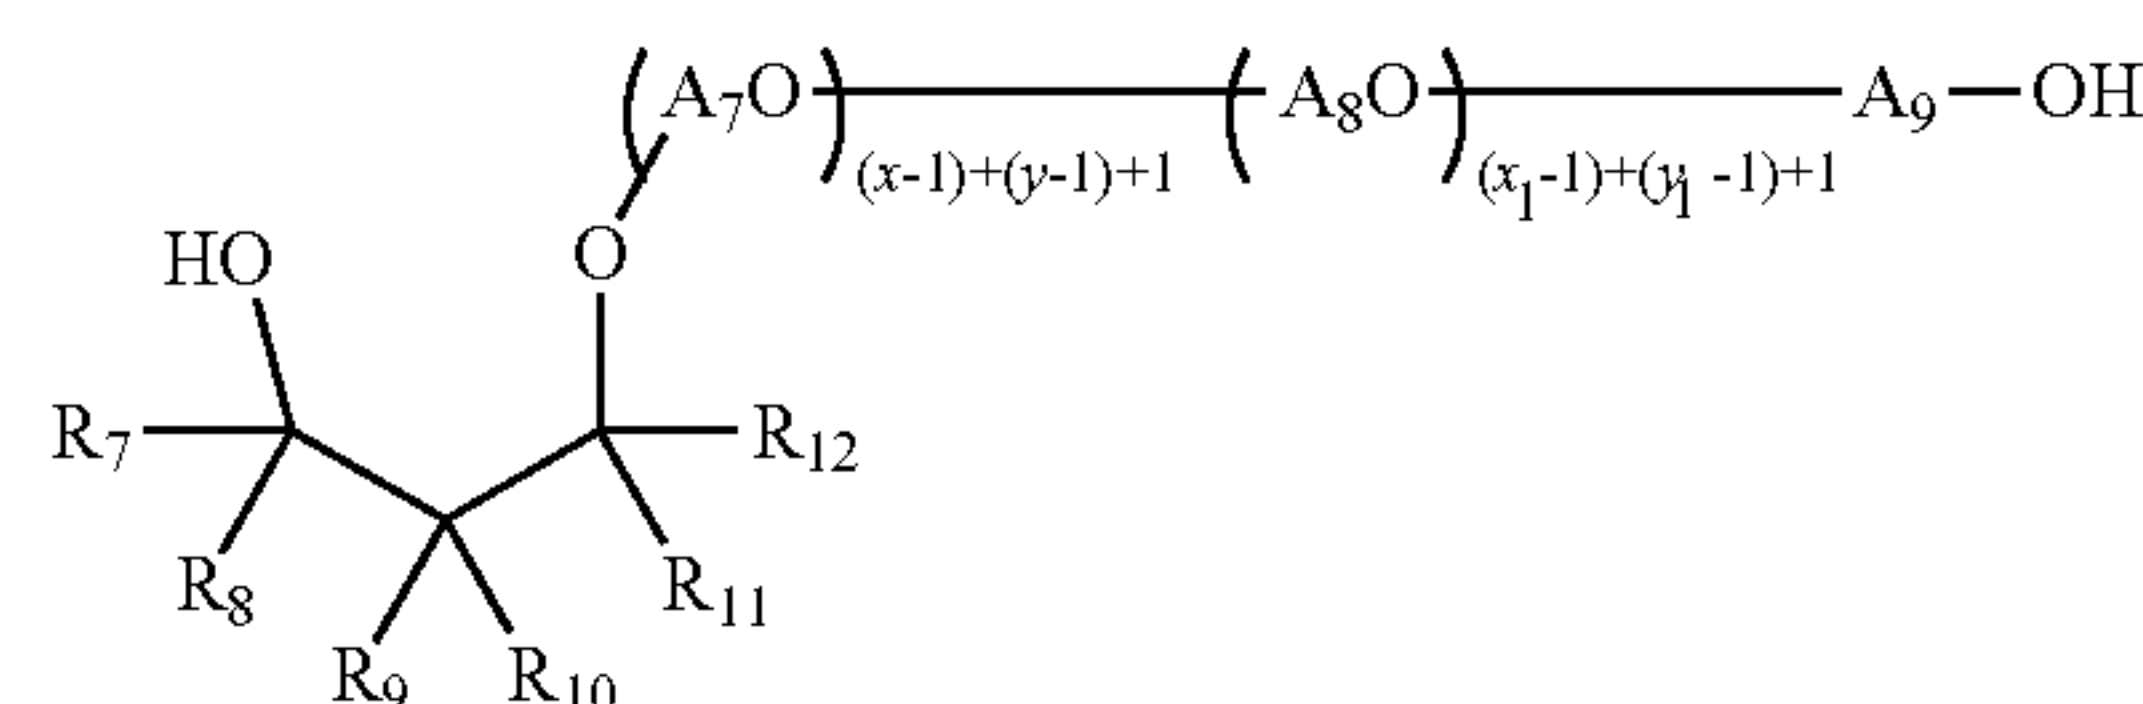 (A₇O) (A₈O) A₉ OH
(x-1)+(y-1)+1 (x₁-1)+(y₁ -1)+1
HO O
R₇ R₁₂
R₈ R₁₁
R₉ R₁₀